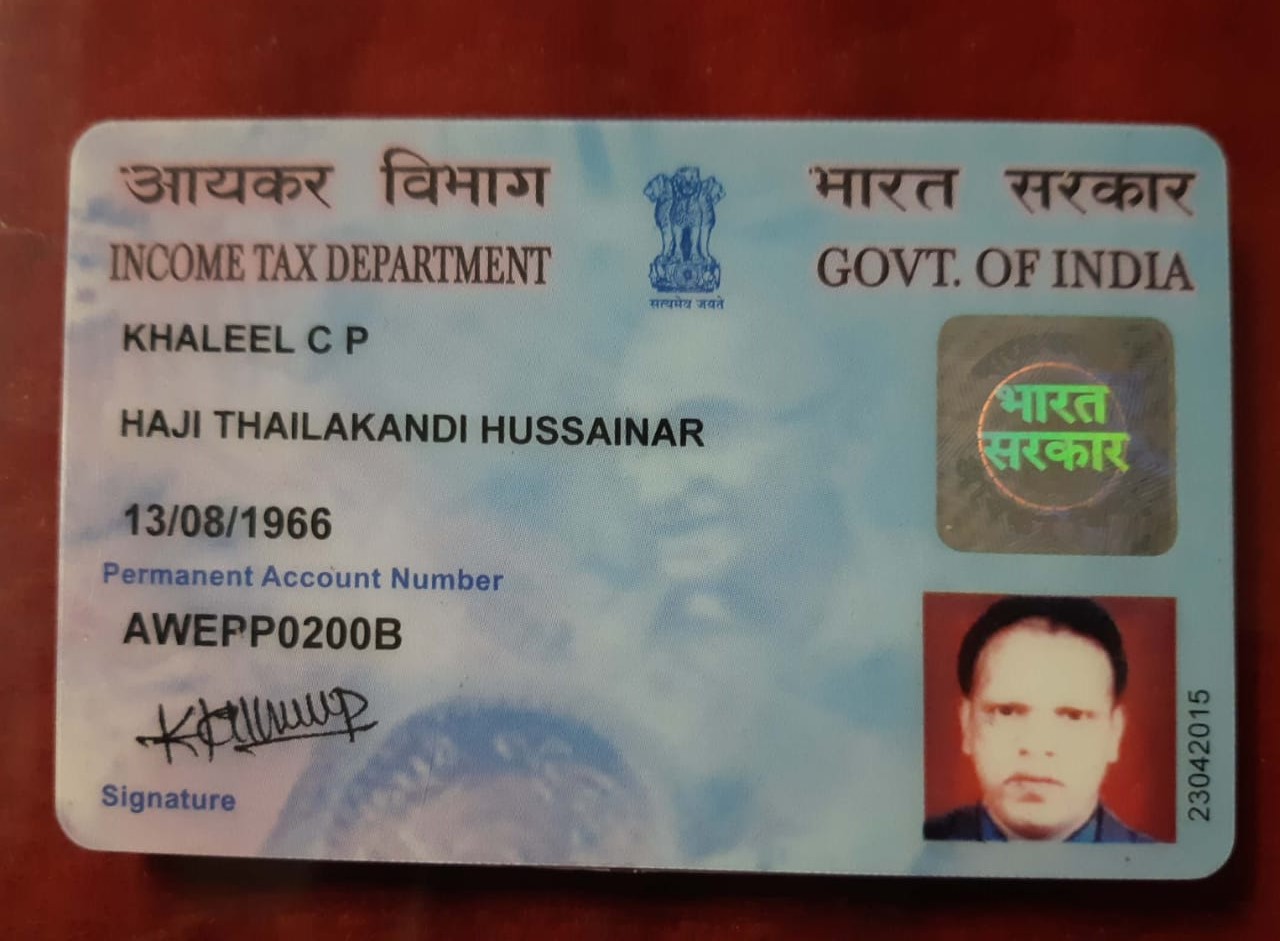 आयकर विभाग
INCOME TAX DEPARTMENT
सत्यमेव जयते
भारत सरकार
GOVT. OF INDIA
KHALEEL C P
HAJI THAILAKANDI HUSSAINAR
13/08/1966
Permanent Account Number
AWEPP0200B
Signature
भारत
सरकार
23042015